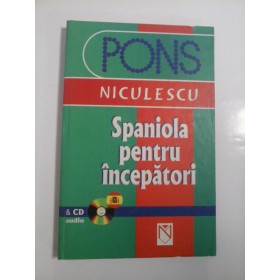 PONS
NICULESCU
Spaniola
pentru
începători
& CD
audio
N